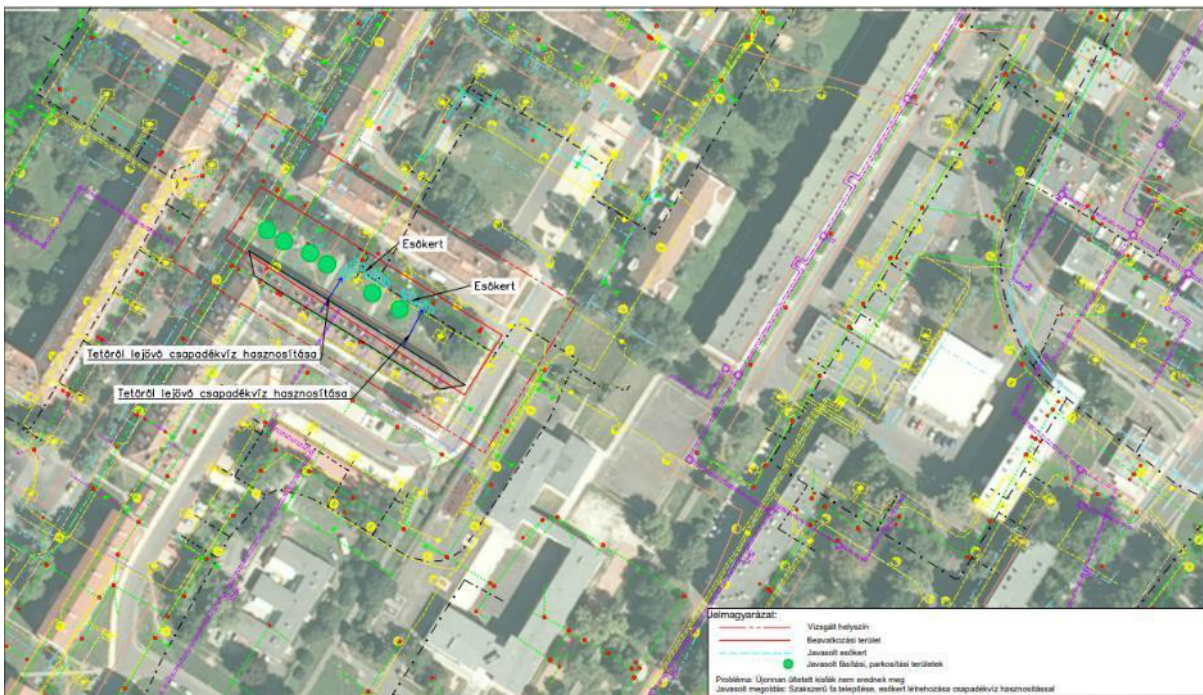 Esőkert
Esőkert
Tetőről lejövő csapadékvíz hasznosítása
Tetőről lejövő csapadékvíz hasznosítása
Jelmagyarázat:
Vizsgált helyszín
Beavatkozási terület
Javasolt esőkert
Javasolt fásítási, parkosítási területek
Probléma: Újonnan ültetett kisfák nem erednek meg
Javasolt megoldás: Szakszerű fa telepítése, esőkert létrehozása csapadékvíz hasznosítással